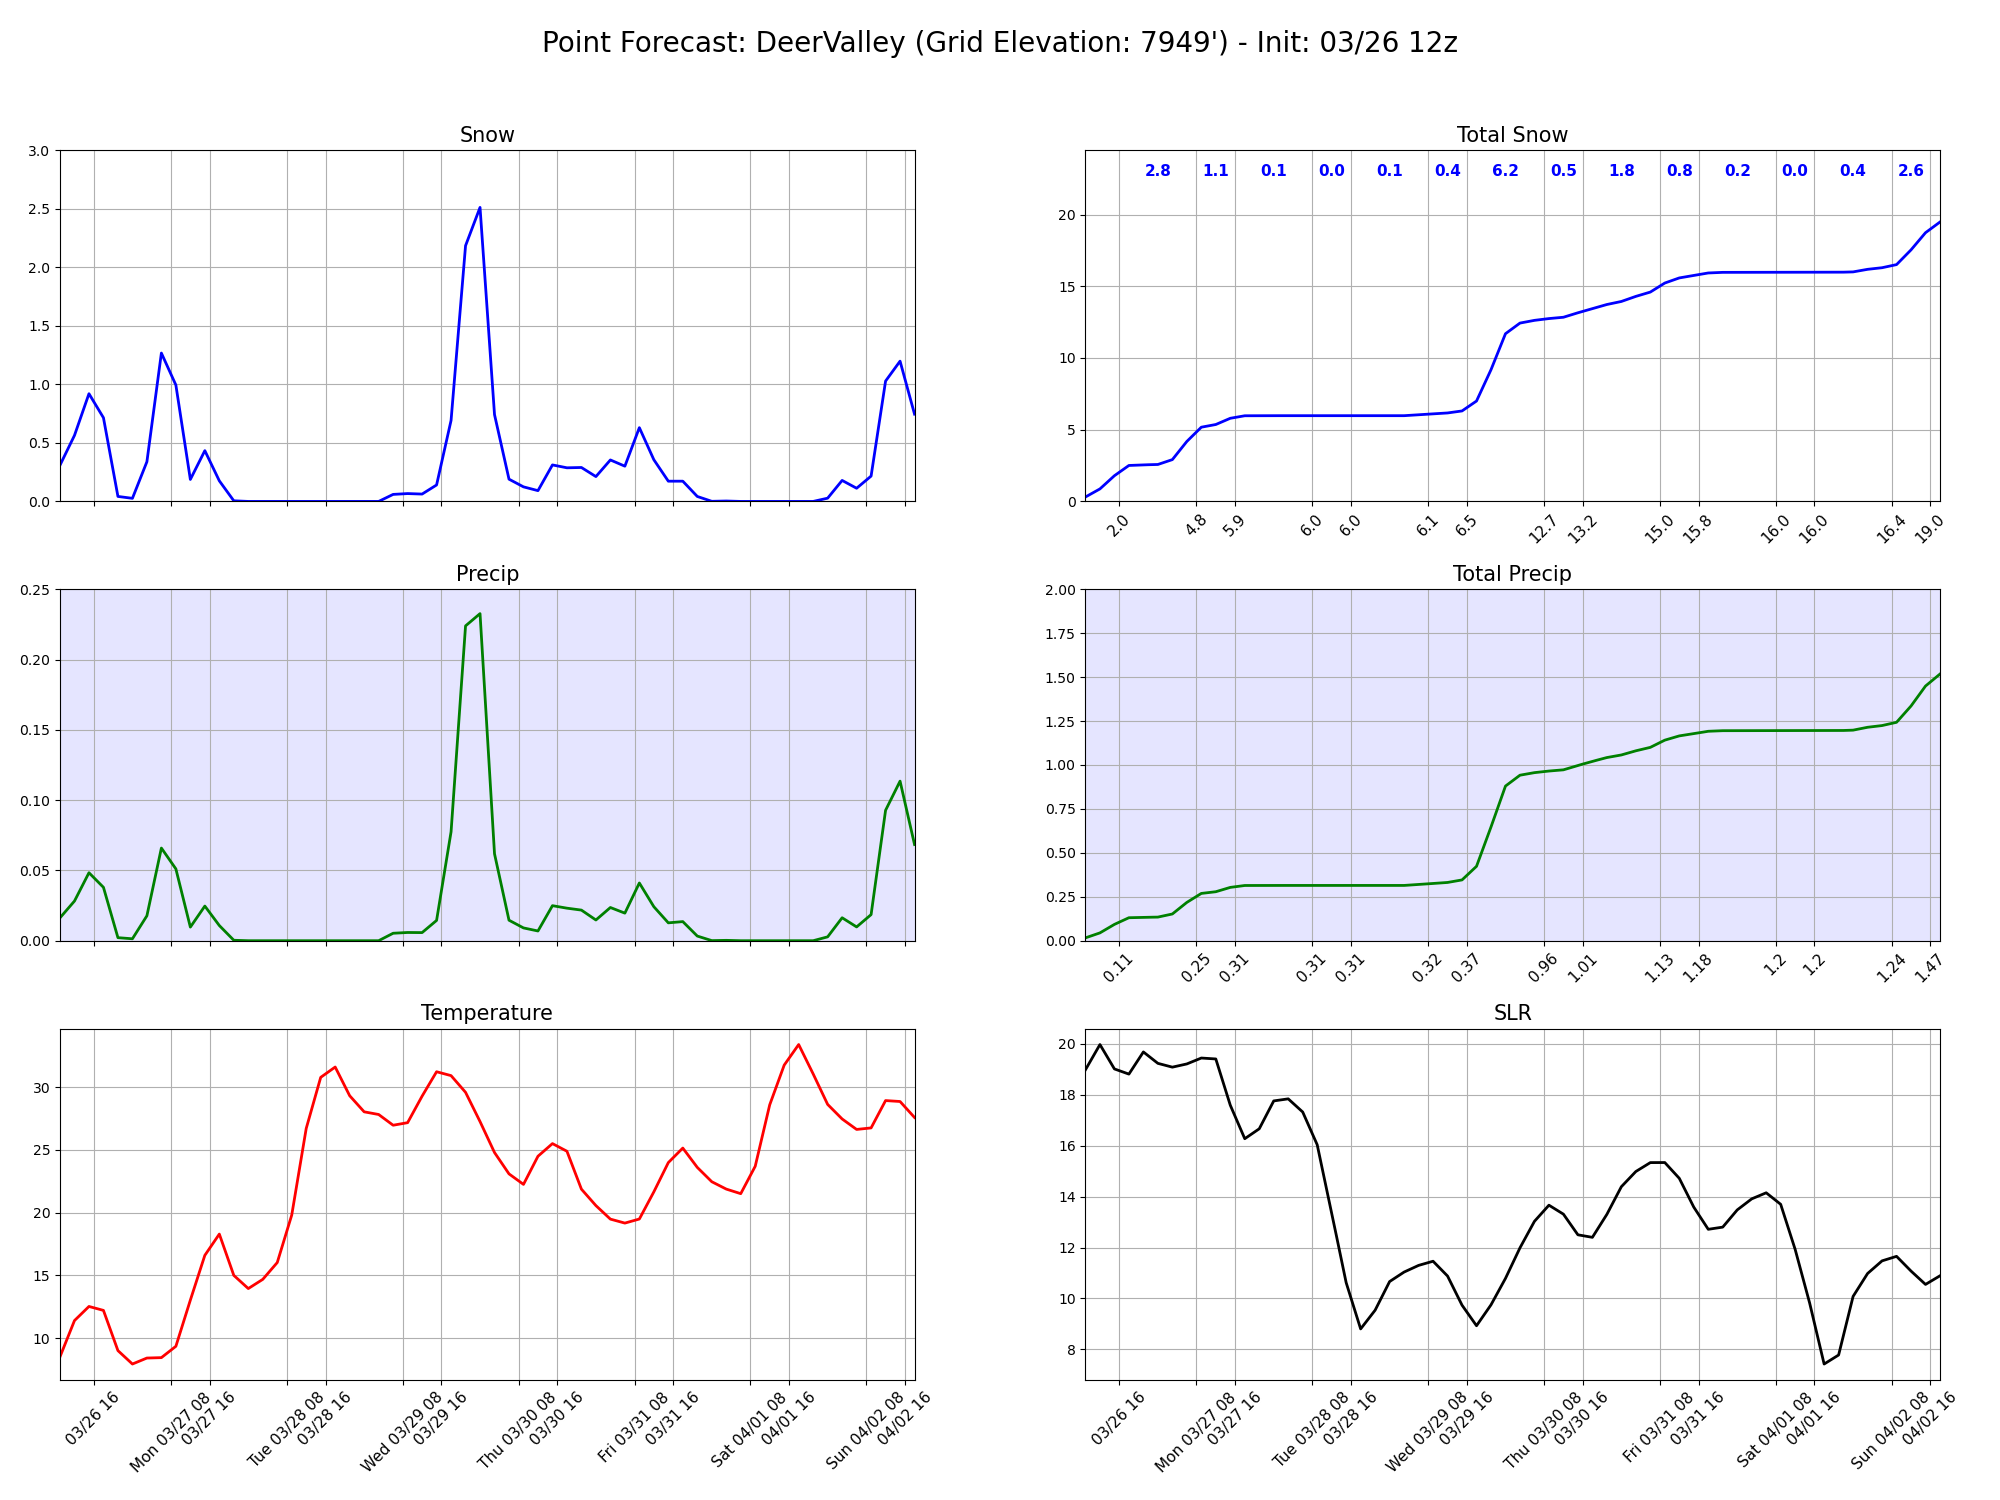 Point Forecast: DeerValley (Grid Elevation: 7949') - Init: 03/26 12z
Snow
3.0
2.5
2.0
1.5
1.0
0.5
0.0
Total Snow
2.8 1.1 0.1 0.0 0.1 0.4 6.2 0.5 1.8 0.8 0.2 0.0 0.4 2.6
20
15
10
5
0
2.0 4.8 5.9 6.0 6.0 6.1 6.5 12.7 13.2 15.0 15.8 16.0 16.0 16.4 19.0
Precip
0.25
0.20
0.15
0.10
0.05
0.00
Total Precip
2.00
1.75
1.50
1.25
1.00
0.75
0.50
0.25
0.00
0.11 0.25 0.31 0.31 0.31 0.32 0.37 0.96 1.01 1.13 1.18 1.2 1.2 1.24 1.47
Temperature
30
25
20
15
10
03/26 16
Mon 03/27 08
03/27 16
Tue 03/28 08
03/28 16
Wed 03/29 08
03/29 16
Thu 03/30 08
03/30 16
Fri 03/31 08
03/31 16
Sat 04/01 08
04/01 16
Sun 04/02 08
04/02 16
SLR
20
18
16
14
12
10
8
03/26 16
Mon 03/27 08
03/27 16
Tue 03/28 08
03/28 16
Wed 03/29 08
03/29 16
Thu 03/30 08
03/30 16
Fri 03/31 08
03/31 16
Sat 04/01 08
04/01 16
Sun 04/02 08
04/02 16